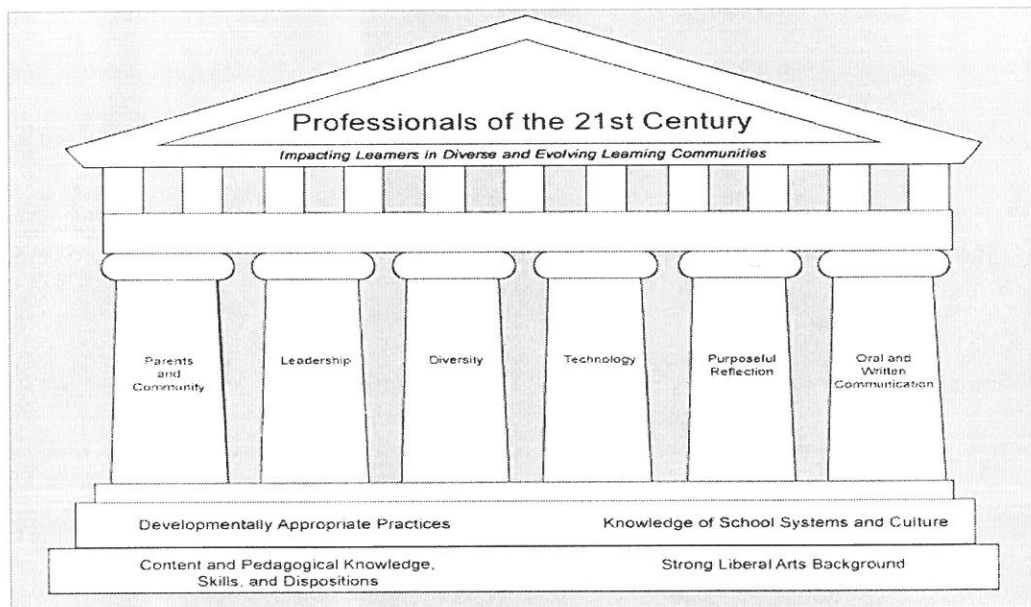 Professionals of the 21st Century
Impacting Learners in Diverse and Evolving Learning Communities
Parents
and
Community
Leadership
Diversity
Technology
Purposeful
Reflection
Oral and
Written
Communication
Developmentally Appropriate Practices
Knowledge of School Systems and Culture
Content and Pedagogical Knowledge,
Skills, and Dispositions
Strong Liberal Arts Background